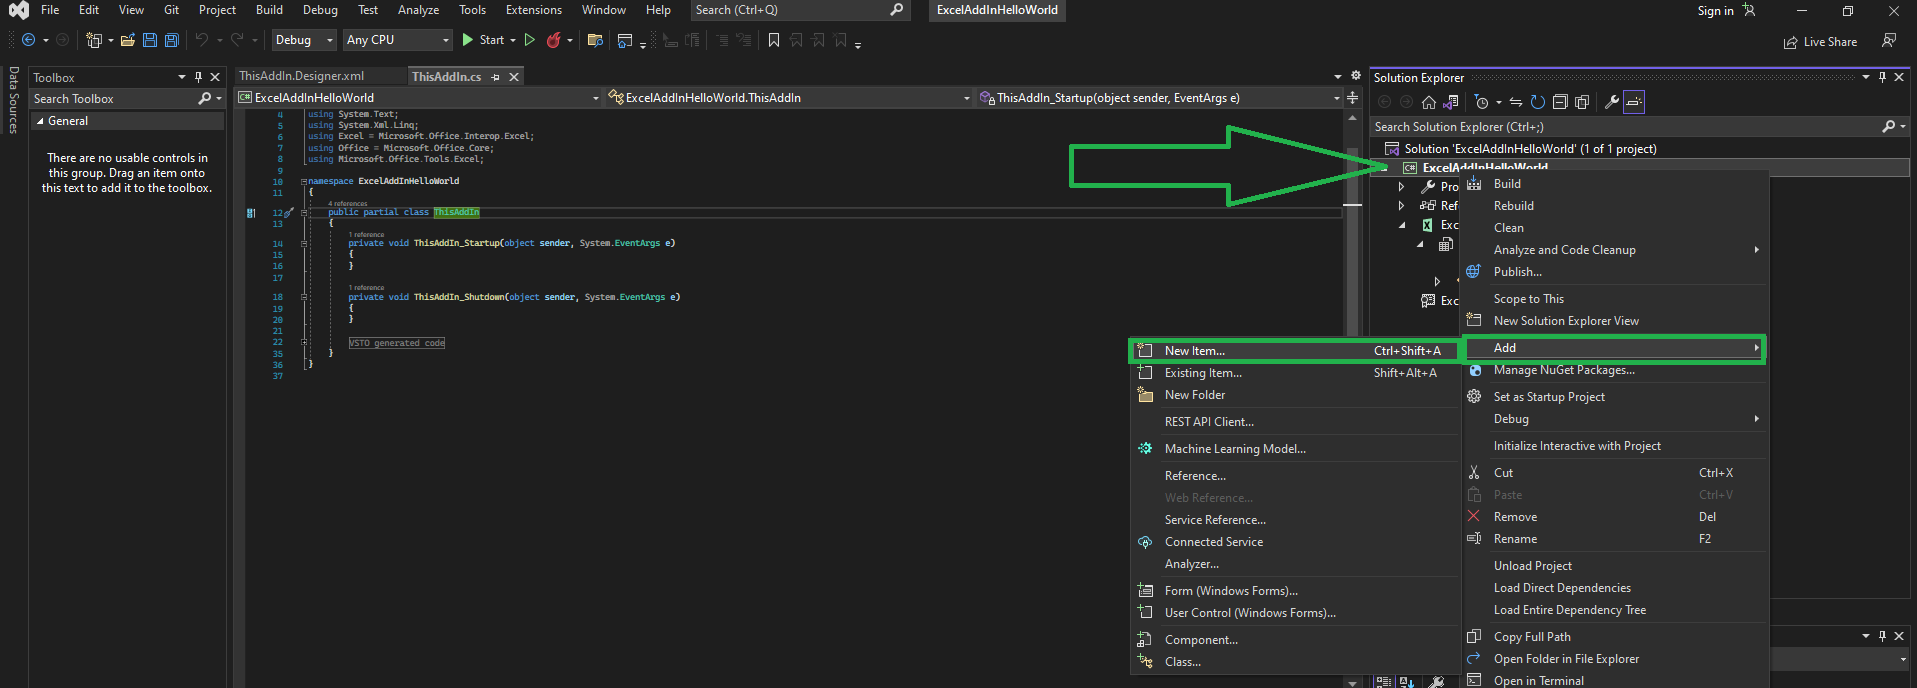 File Edit View Git Project Build Debug Test Analyze Tools Extensions Window Help Search (Ctrl+Q) ExcelAddInHelloWorld Sign in
Debug Any CPU Start Live Share
Data Sources
Toolbox
Search Toolbox
General
There are no usable controls in
this group. Drag an item onto
this text to add it to the toolbox.
ThisAddIn.Designer.xml ThisAddIn.cs
ExcelAddInHelloWorld ExcelAddInHelloWorld.ThisAddIn ThisAddIn_Startup(object sender, EventArgs e)
4 using System.Text;
5 using System.Xml.Linq;
6 using Excel = Microsoft.Office.Interop.Excel;
7 using Office = Microsoft.Office.Core;
8 using Microsoft.Office.Tools.Excel;
9
10 namespace ExcelAddInHelloWorld
11 {
4 references
12 public partial class ThisAddIn
13 {
1 reference
14 private void ThisAddIn_Startup(object sender, System.EventArgs e)
15 {
16 }
17
1 reference
18 private void ThisAddIn_Shutdown(object sender, System.EventArgs e)
19 {
20 }
21
22 VSTO generated code
35 }
36 }
37
Solution Explorer
Search Solution Explorer (Ctrl+;)
Solution 'ExcelAddInHelloWorld' (1 of 1 project)
C# ExcelAddInHelloWorld
Pro
Ref
Exc
Exc
Build
Rebuild
Clean
Analyze and Code Cleanup
Publish...
Scope to This
New Solution Explorer View
Add
Manage NuGet Packages...
Set as Startup Project
Debug
Initialize Interactive with Project
Cut Ctrl+X
Paste Ctrl+V
Remove Del
Rename F2
Unload Project
Load Direct Dependencies
Load Entire Dependency Tree
Copy Full Path
Open Folder in File Explorer
Open in Terminal
New Item... Ctrl+Shift+A
Existing Item... Shift+Alt+A
New Folder
REST API Client...
Machine Learning Model...
Reference...
Web Reference...
Service Reference...
Connected Service
Analyzer...
Form (Windows Forms)...
User Control (Windows Forms)...
Component...
Class...